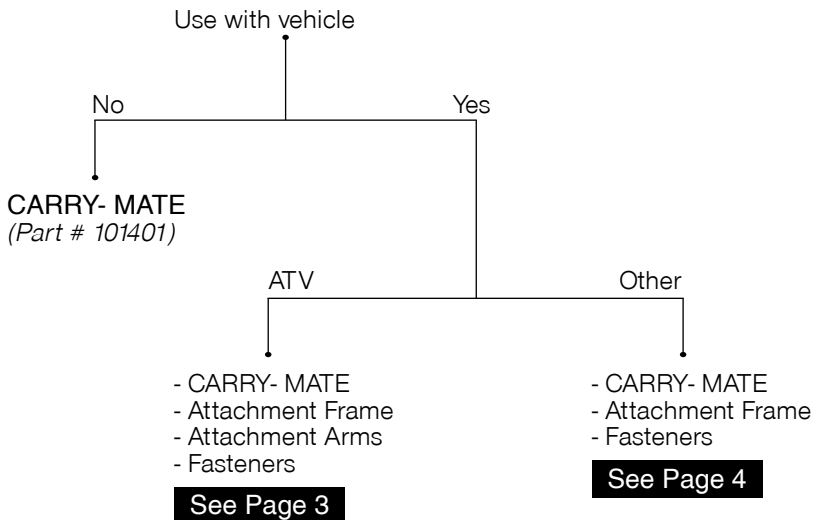 Use with vehicle
No
Yes
CARRY- MATE
(Part # 101401)
ATV
Other
- CARRY- MATE
- Attachment Frame
- Attachment Arms
- Fasteners
See Page 3
- CARRY- MATE
- Attachment Frame
- Fasteners
See Page 4